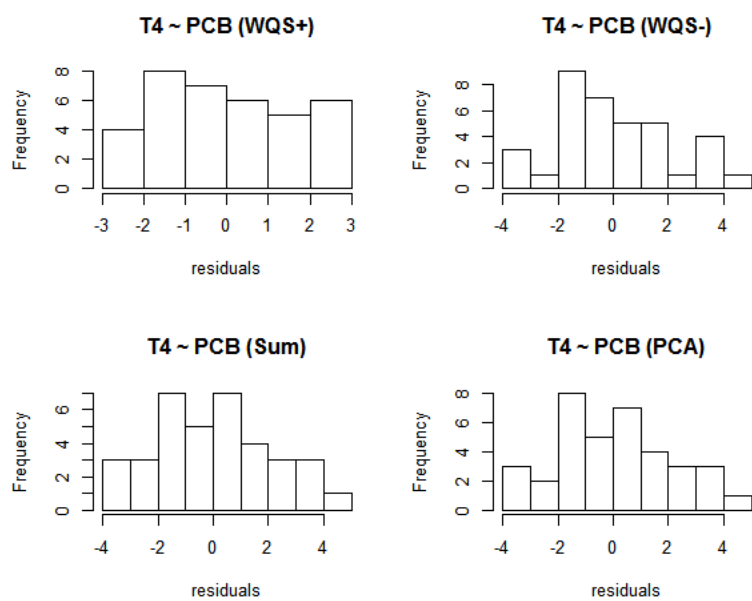 T4 ~ PCB (WQS+)
Frequency
0 2 4 6 8
-3 -2 -1 0 1 2 3
residuals
T4 ~ PCB (WQS-)
Frequency
0 2 4 6 8
-4 -2 0 2 4
residuals
T4 ~ PCB (Sum)
Frequency
0 2 4 6
-4 -2 0 2 4
residuals
T4 ~ PCB (PCA)
Frequency
0 2 4 6 8
-4 -2 0 2 4
residuals